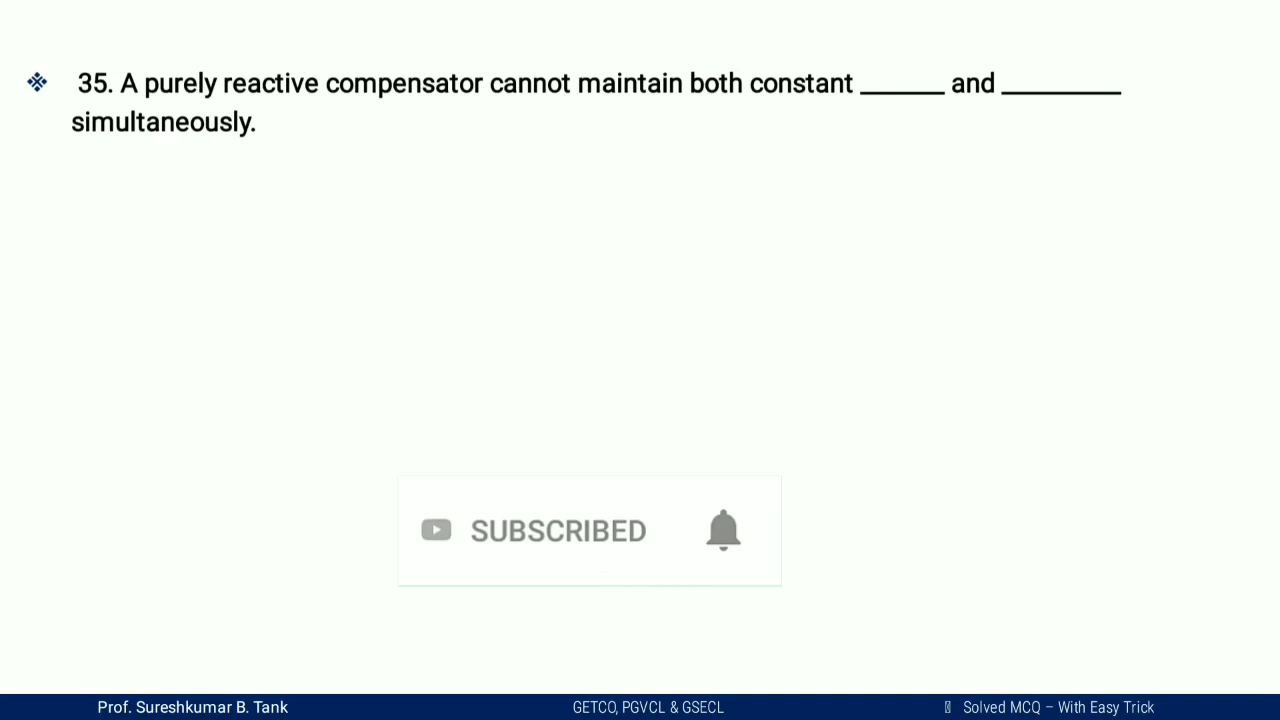 ❖ 35. A purely reactive compensator cannot maintain both constant _______ and __________
simultaneously.
SUBSCRIBED
Prof. Sureshkumar B. Tank
GETCO, PGVCL & GSECL
Solved MCQ – With Easy Trick